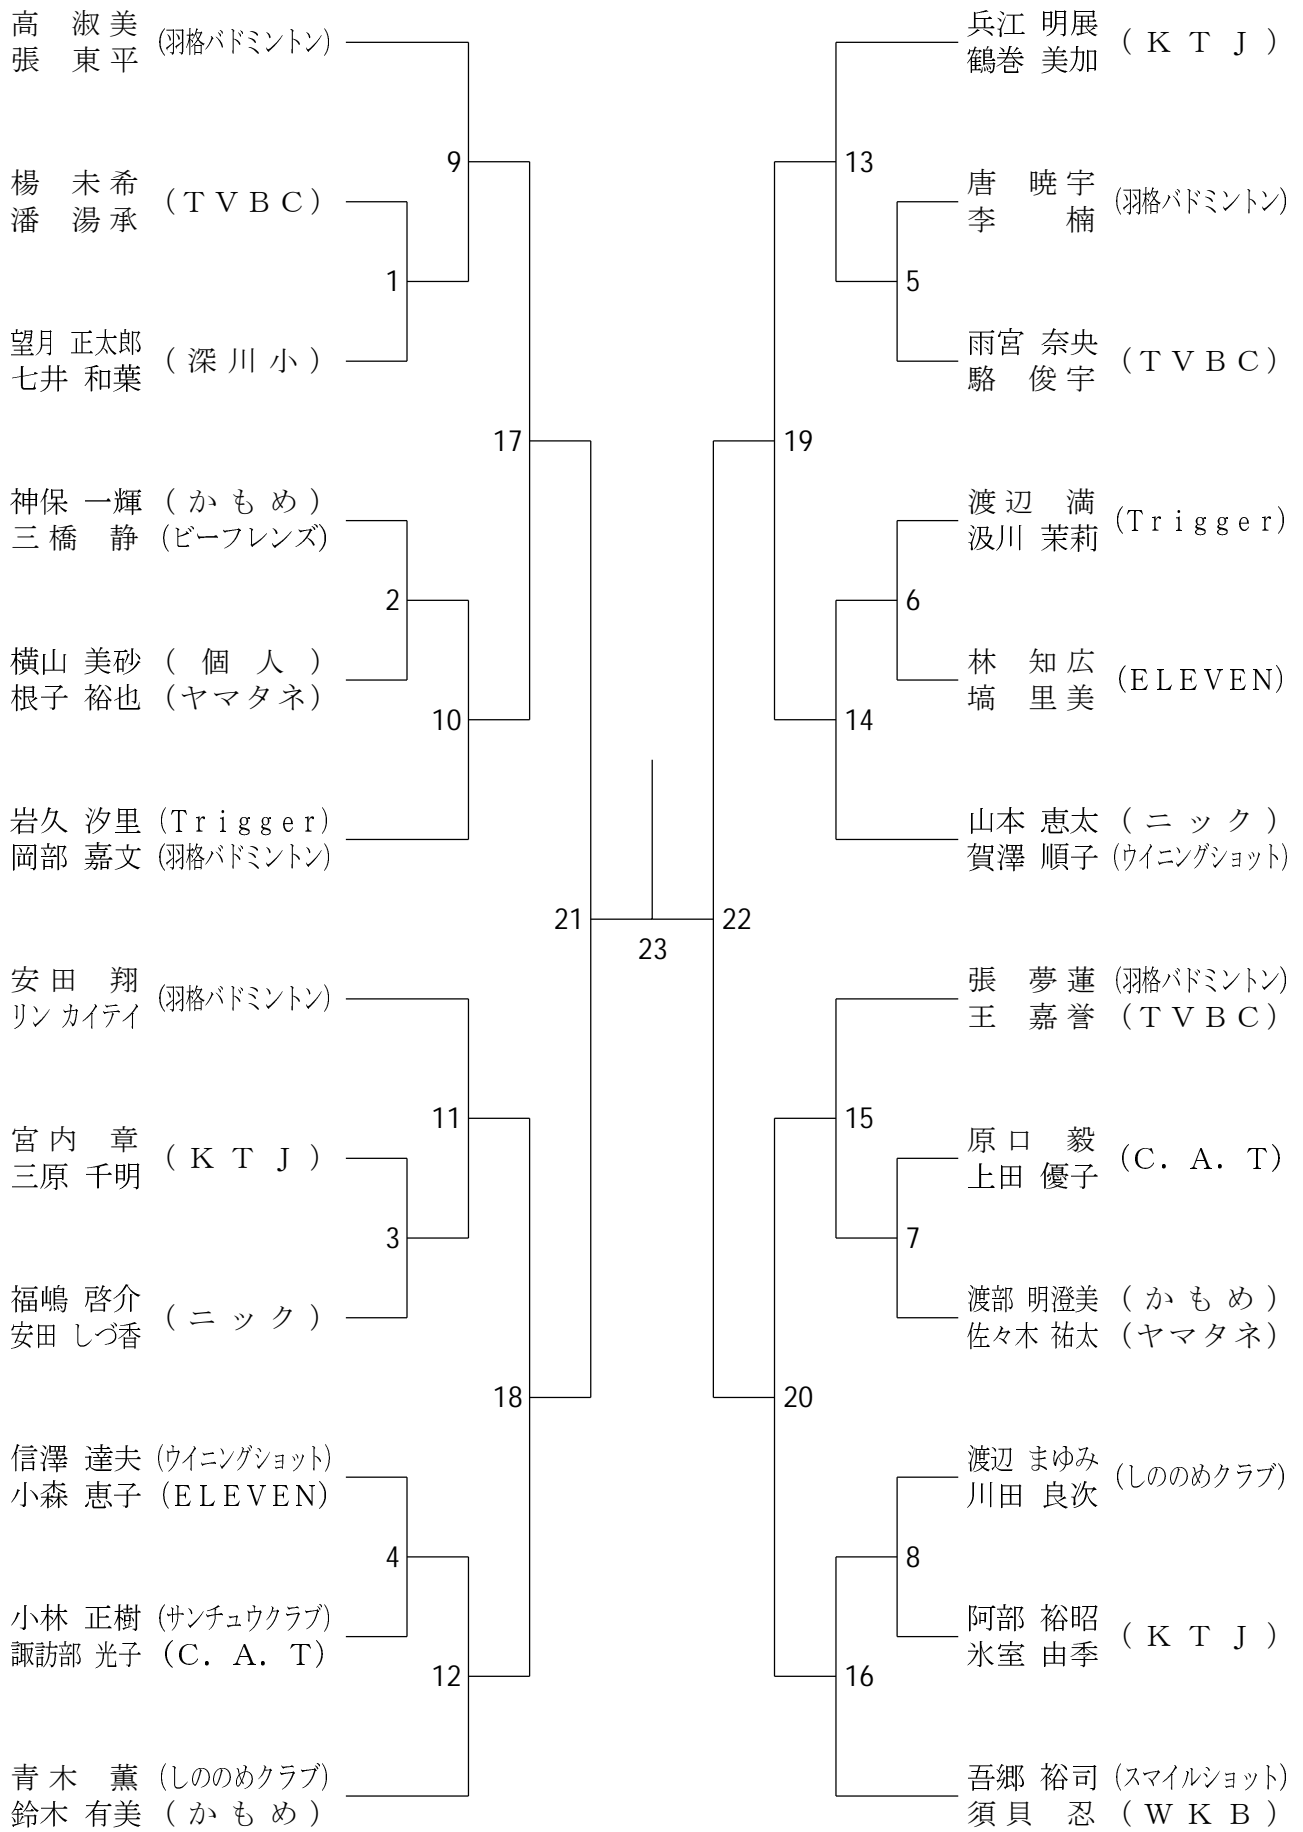 高 淑美 (羽格バドミントン)
張 東平
楊 未希 (TVBC)
潘 湯承
望月 正太郎 (深川小)
七井 和葉
神保 一輝 (かもめ)
三橋 静 (ビーフレンズ)
横山 美砂 (個人)
根子 裕也 (ヤマタネ)
岩久 汐里 (Trigger)
岡部 嘉文 (羽格バドミントン)
安田 翔 (羽格バドミントン)
リン カイテイ
宮内 章 (KTJ)
三原 千明
福嶋 啓介 (ニック)
安田 しづ香
信澤 達夫 (ウイニングショット)
小森 恵子 (ELEVEN)
小林 正樹 (サンチュウクラブ)
諏訪部 光子 (C. A. T)
青木 薫 (しののめクラブ)
鈴木 有美 (かもめ)
9
1
17
2
10
21
11
3
18
4
12
23
22
13
5
19
6
14
15
7
20
8
16
兵江 明展 (KTJ)
鶴巻 美加
唐 暁宇 (羽格バドミントン)
李 楠
雨宮 奈央 (TVBC)
駱 俊宇
渡辺 満 (Trigger)
汲川 茉莉
林 知広 (ELEVEN)
塙 里美
山本 恵太 (ニック)
賀澤 順子 (ウイニングショット)
張 夢蓮 (羽格バドミントン)
王 嘉誉 (TVBC)
原口 毅 (C. A. T)
上田 優子
渡部 明澄美 (かもめ)
佐々木 祐太 (ヤマタネ)
渡辺 まゆみ (しののめクラブ)
川田 良次
阿部 裕昭 (KTJ)
氷室 由季
吾郷 裕司 (スマイルショット)
須貝 忍 (WKB)